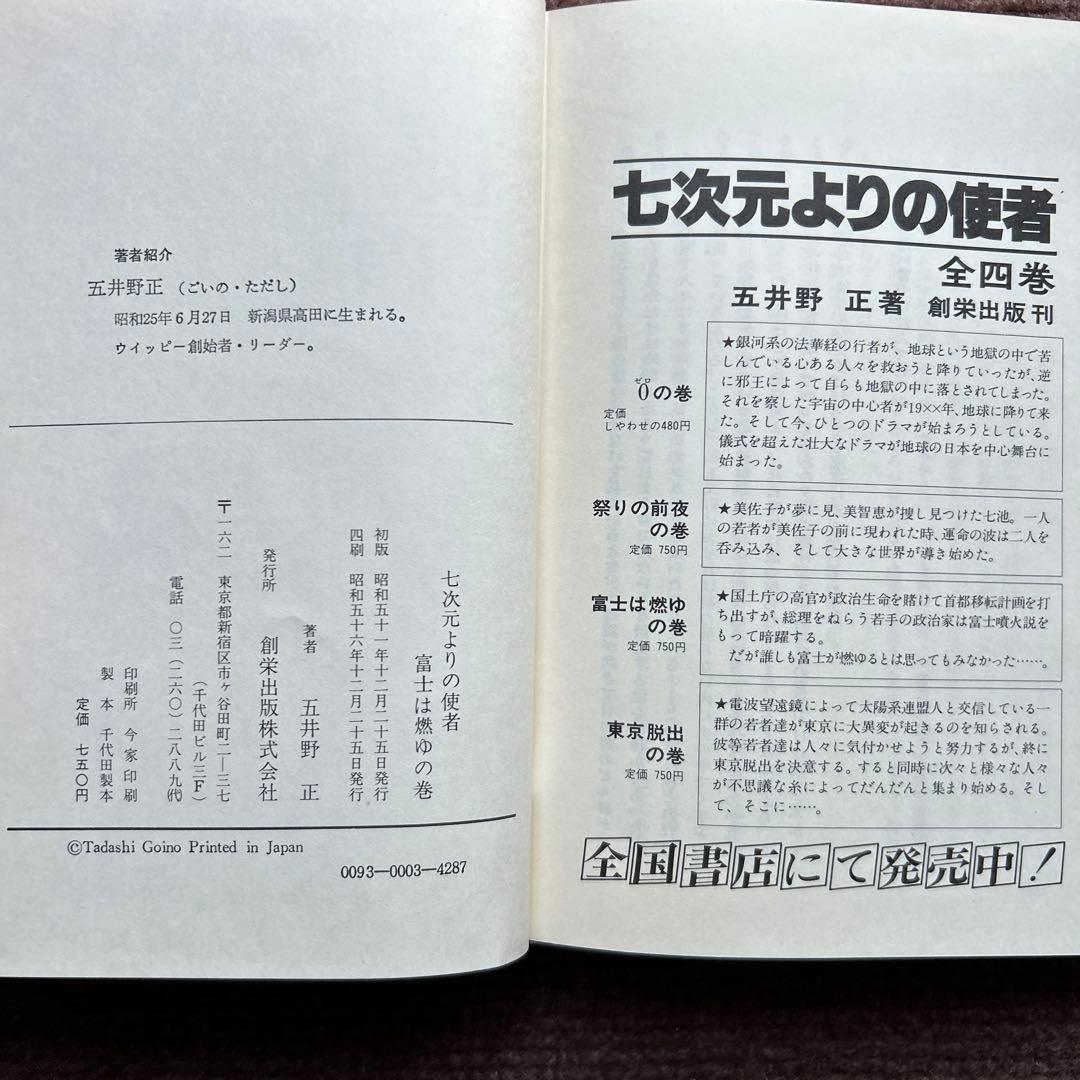 著者紹介
五井野正（ごいの・ただし）
昭和25年6月27日　新潟県高田に生まれる。
ウイッピー創始者・リーダー。
七次元よりの使者
富士は燃ゆの巻
初版　昭和五十一年十二月二十五日発行
四刷　昭和五十六年十二月二十五日発行
著者　五井野　正
発行所　創栄出版株式会社
〒一六二　東京都新宿区市ヶ谷田町二―三七
（千代田ビル三F）
電話　〇三（二六〇）二八八九㈹
印刷所　今家印刷
製　本　千代田製本
定価　七五〇円
©Tadashi Goino Printed in Japan
0093―0003―4287
七次元よりの使者
全四巻
五井野　正著　創栄出版刊
ゼロ
0の巻
定価
しやわせの480円
★銀河系の法華経の行者が、地球という地獄の中で苦
しんでいる心ある人々を救おうと降りていったが、逆
に邪王によって自らも地獄の中に落とされてしまった。
それを察した宇宙の中心者が19××年、地球に降りて来
た。そして今、ひとつのドラマが始まろうとしている。
儀式を超えた壮大なドラマが地球の日本を中心舞台に
始まった。
祭りの前夜
の巻
定価 750円
★美佐子が夢に見、美智恵が捜し見つけた七池。一人
の若者が美佐子の前に現われた時、運命の波は二人を
呑み込み、そして大きな世界が導き始めた。
富士は燃ゆ
の巻
定価 750円
★国土庁の高官が政治生命を賭けて首都移転計画を打
ち出すが、総理をねらう若手の政治家は富士噴火説を
もって暗躍する。
だが誰しも富士が燃ゆるとは思ってもみなかった……。
東京脱出
の巻
定価 750円
★電波望遠鏡によって太陽系連盟人と交信している一
群の若者達が東京に大異変が起きるのを知らされる。
彼等若者達は人々に気付かせようと努力するが、終に
東京脱出を決意する。すると同時に次々と様々な人々
が不思議な糸によってだんだんと集まり始める。そし
て、そこに……。
全国書店にて発売中！